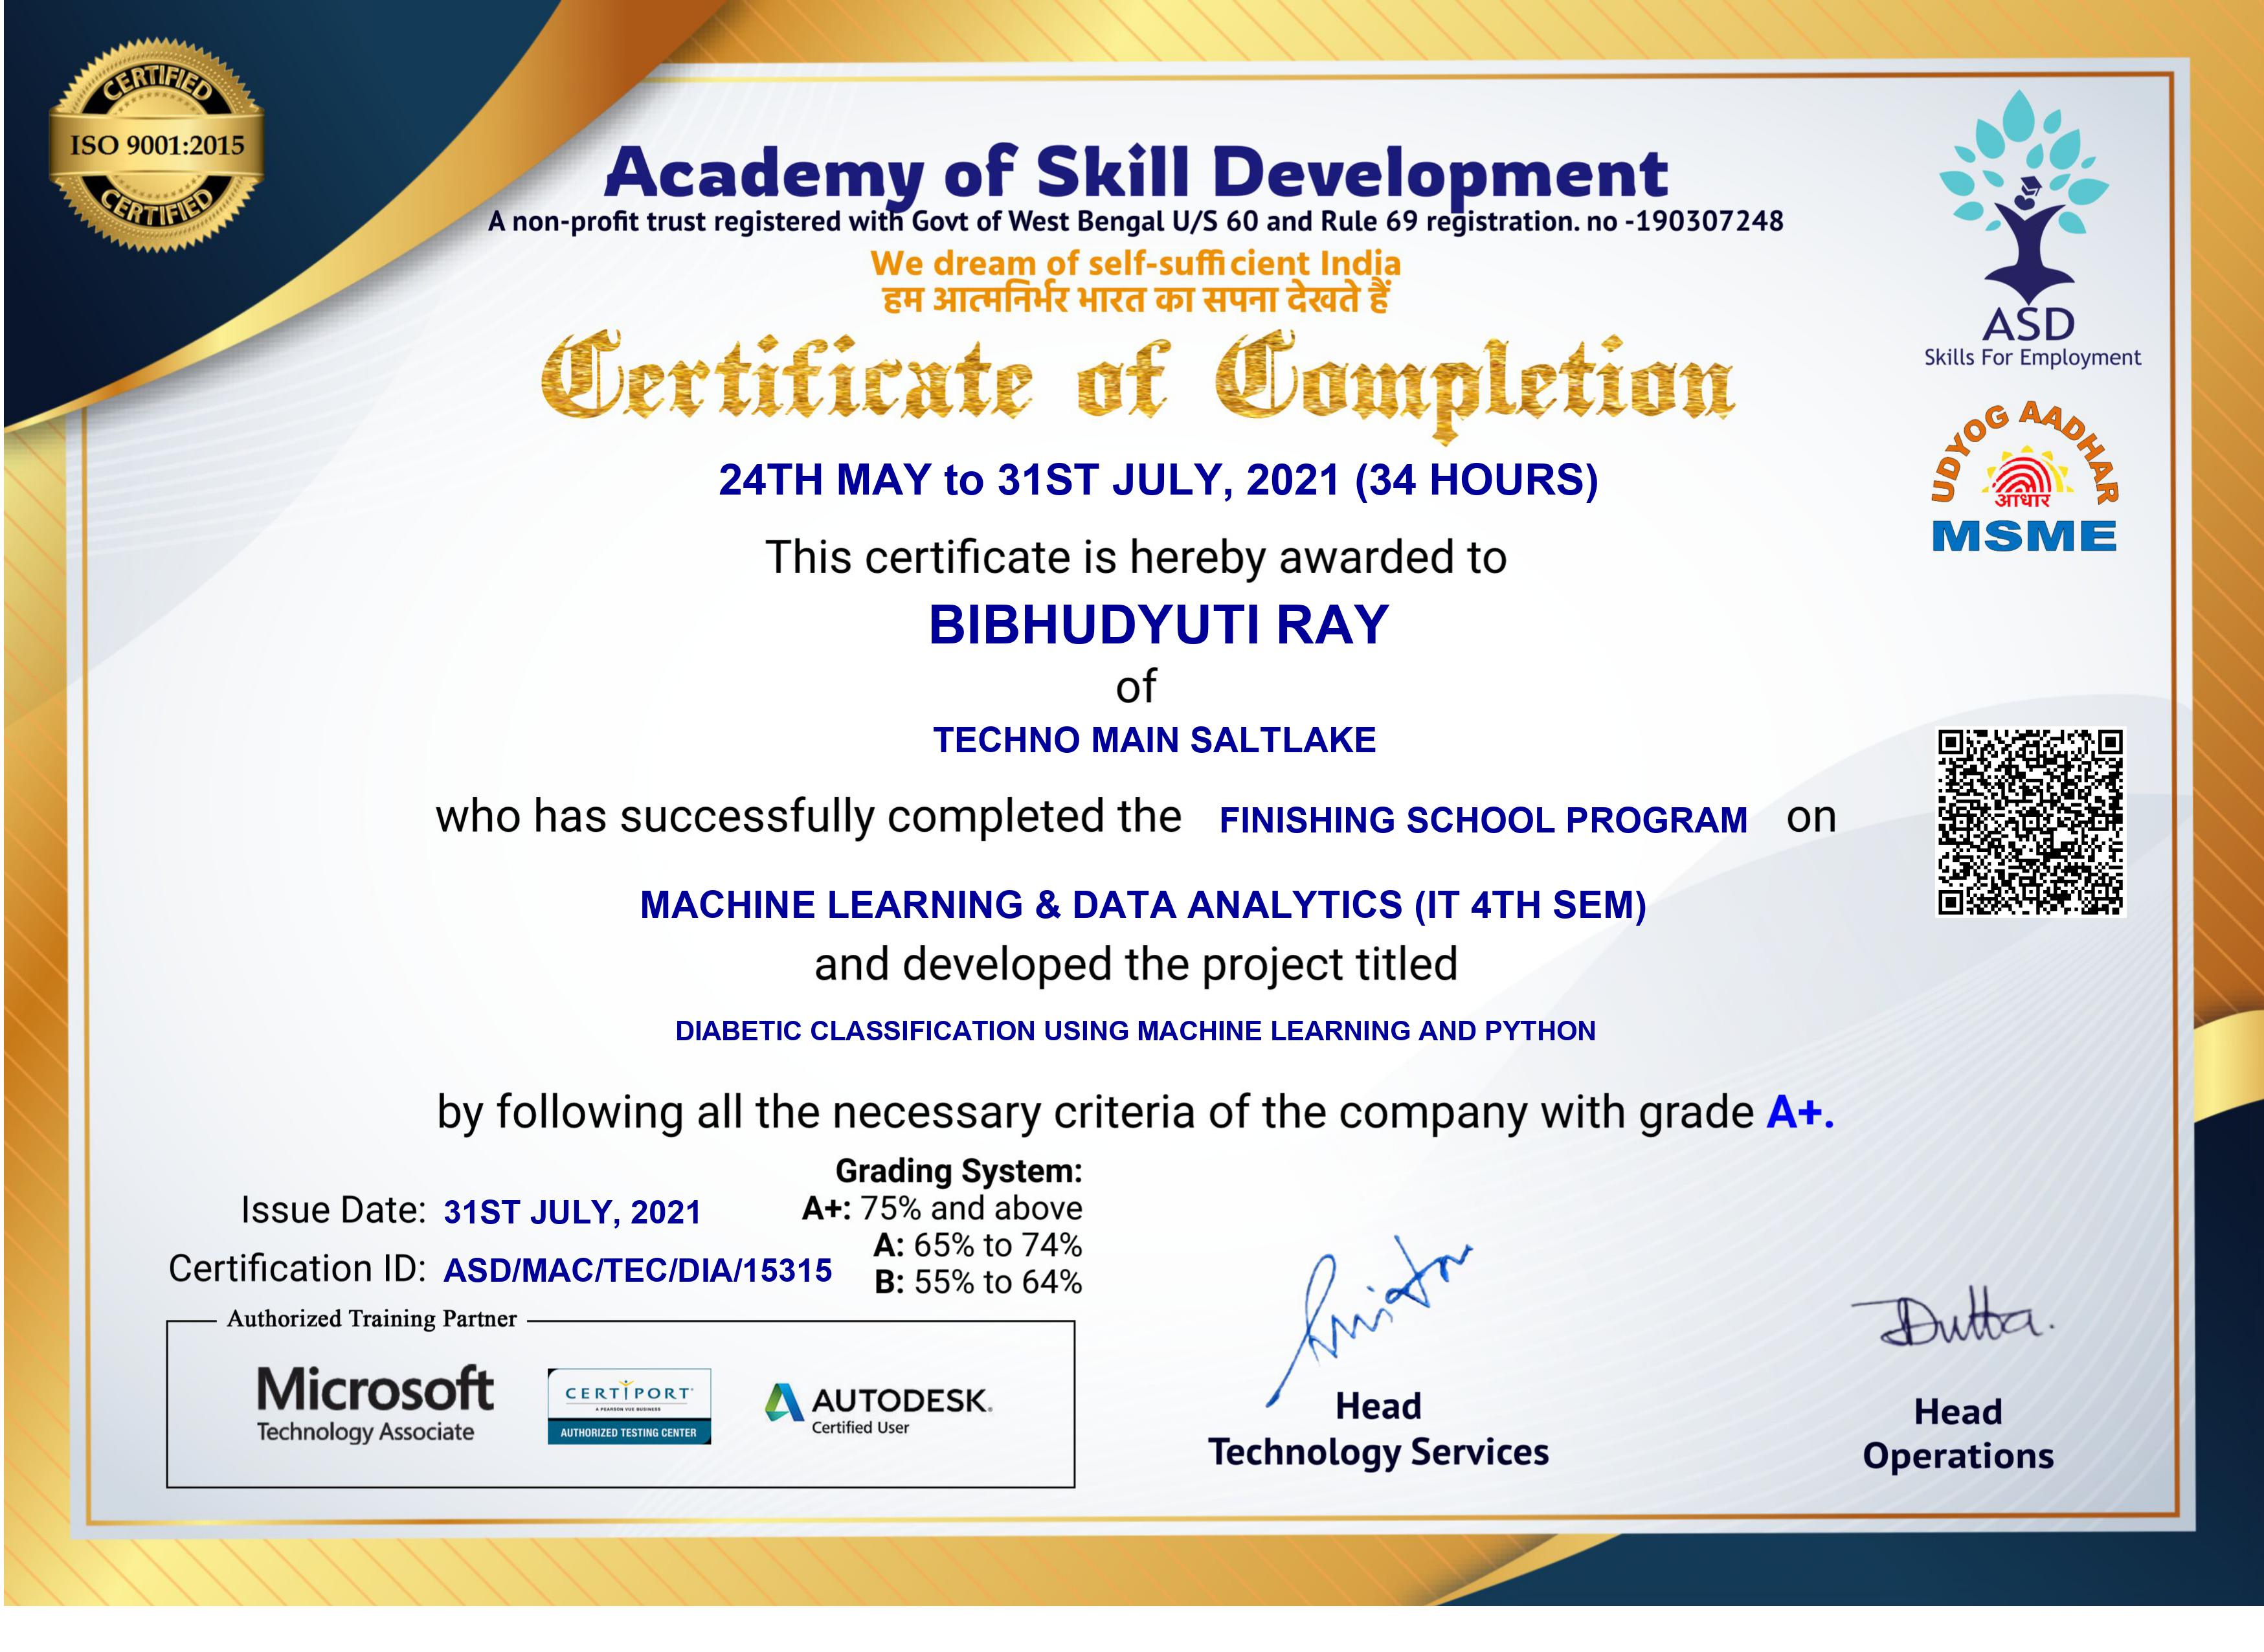 CERTIFIED
ISO 9001:2015
CERTIFIED
Academy of Skill Development
A non-profit trust registered with Govt of West Bengal U/S 60 and Rule 69 registration. no -190307248
We dream of self-sufficient India
हम आत्मनिर्भर भारत का सपना देखते हैं
ASD
Skills For Employment
Certificate of Completion
UDYOG AADHAR
आधार
MSME
24TH MAY to 31ST JULY, 2021 (34 HOURS)
This certificate is hereby awarded to
BIBHUDYUTI RAY
of
TECHNO MAIN SALTLAKE
who has successfully completed the FINISHING SCHOOL PROGRAM on
MACHINE LEARNING & DATA ANALYTICS (IT 4TH SEM)
and developed the project titled
DIABETIC CLASSIFICATION USING MACHINE LEARNING AND PYTHON
by following all the necessary criteria of the company with grade A+.
Issue Date: 31ST JULY, 2021
Certification ID: ASD/MAC/TEC/DIA/15315
Grading System:
A+: 75% and above
A: 65% to 74%
B: 55% to 64%
Authorized Training Partner
Microsoft
Technology Associate
CERTIPORT
A PEARSON VUE BUSINESS
AUTHORIZED TESTING CENTER
AUTODESK.
Certified User
Head
Technology Services
Dutta.
Head
Operations